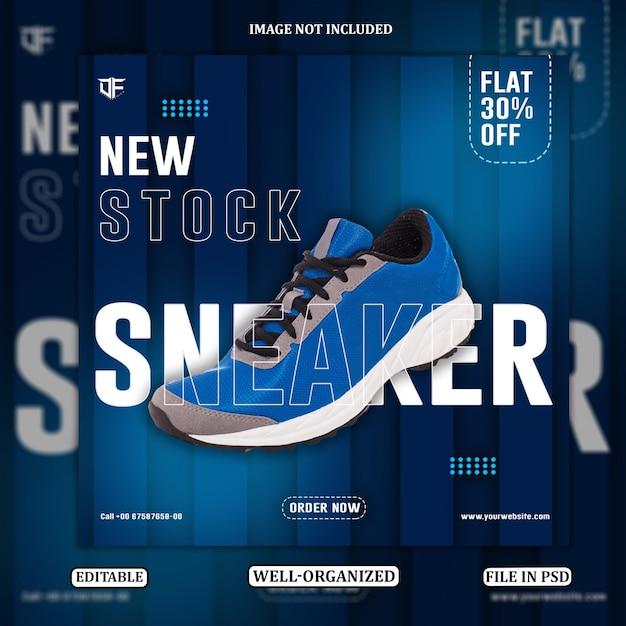 IMAGE NOT INCLUDED
DF
FLAT
30%
OFF
NEW
STOCK
SNEAKER
ORDER NOW
Call +00 67587658-00
www.yourwebsite.com
EDITABLE
WELL-ORGANIZED
FILE IN PSD